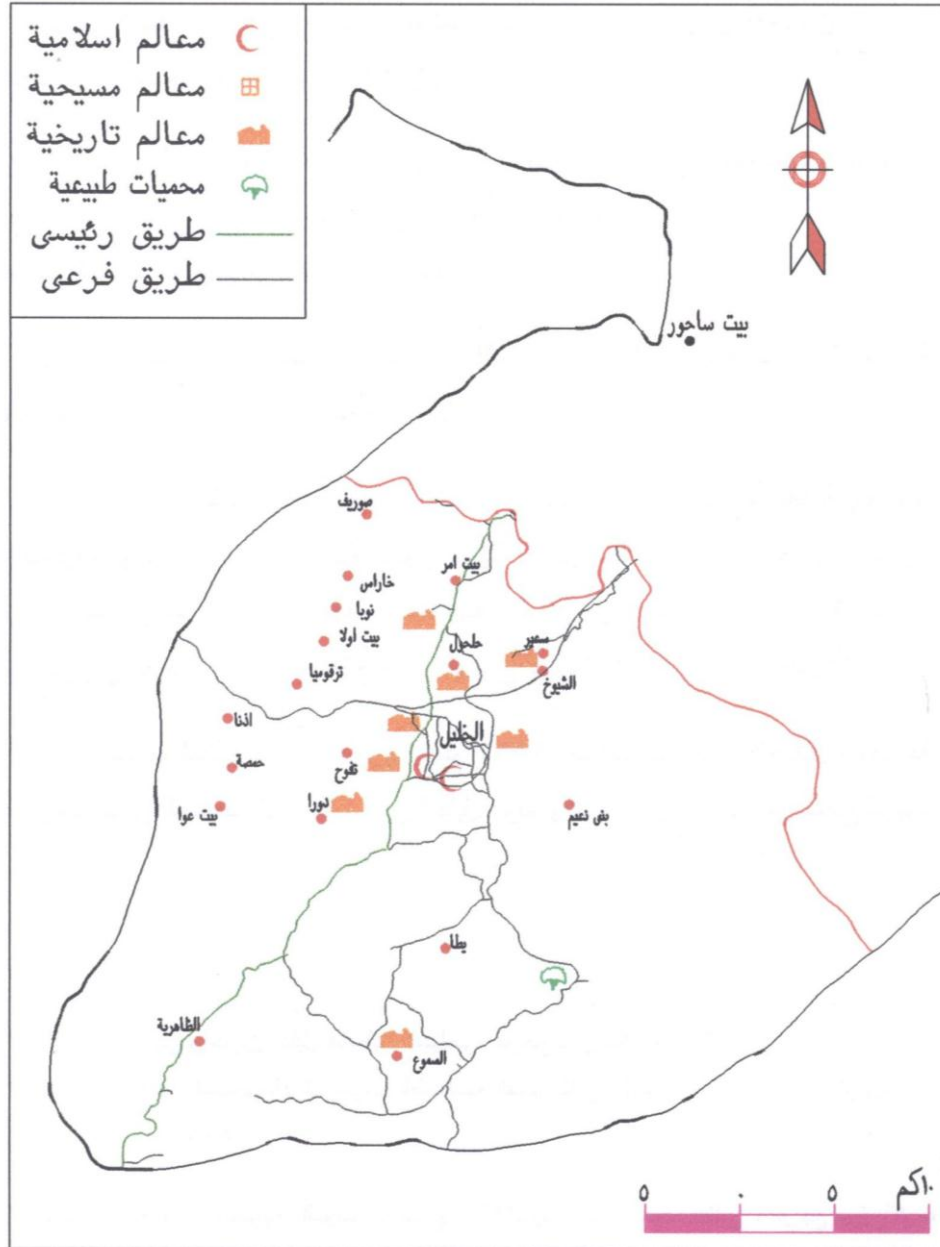 معالم اسلامية
معالم مسيحية
معالم تاريخية
محميات طبيعية
طريق رئيسى
طريق فرعى
بيت ساحور
صوريف
بيت امر
خاراس
نوبا
بيت اولا
حلحول
سعير
الشيوخ
ترقوميا
اذنا
الخليل
حمصة
تفوح
بيت عوا
دورا
بنى نعيم
يطا
الظاهرية
السموع
٥ ٠ ٥ ١٠كم